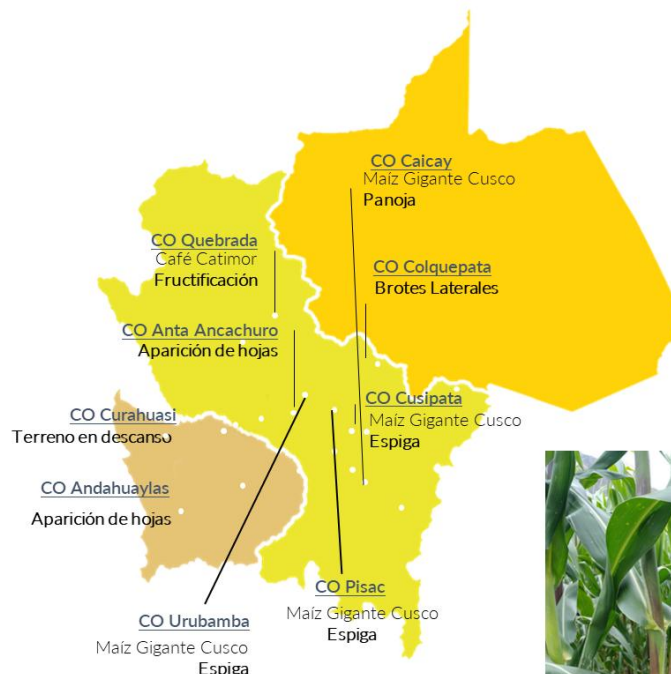 CO Caicay
Maíz Gigante Cusco
Panoja
CO Quebrada
Café Catimor
Fructificación
CO Colquepata
Brotes Laterales
CO Anta Ancachuro
Aparición de hojas
CO Cusipata
Maíz Gigante Cusco
Espiga
CO Curahuasi
Terreno en descanso
CO Andahuaylas
Aparición de hojas
CO Pisac
Maíz Gigante Cusco
Espiga
CO Urubamba
Maíz Gigante Cusco
Espiga